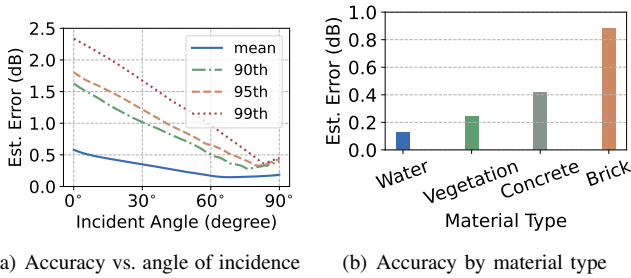 2.5
2.0
1.5
1.0
0.5
0.0
Est. Error (dB)
mean
90th
95th
99th
0° 30° 60° 90°
Incident Angle (degree)
a) Accuracy vs. angle of incidence
1.0
0.8
0.6
0.4
0.2
0.0
Est. Error (dB)
Water Vegetation Concrete Brick
Material Type
(b) Accuracy by material type